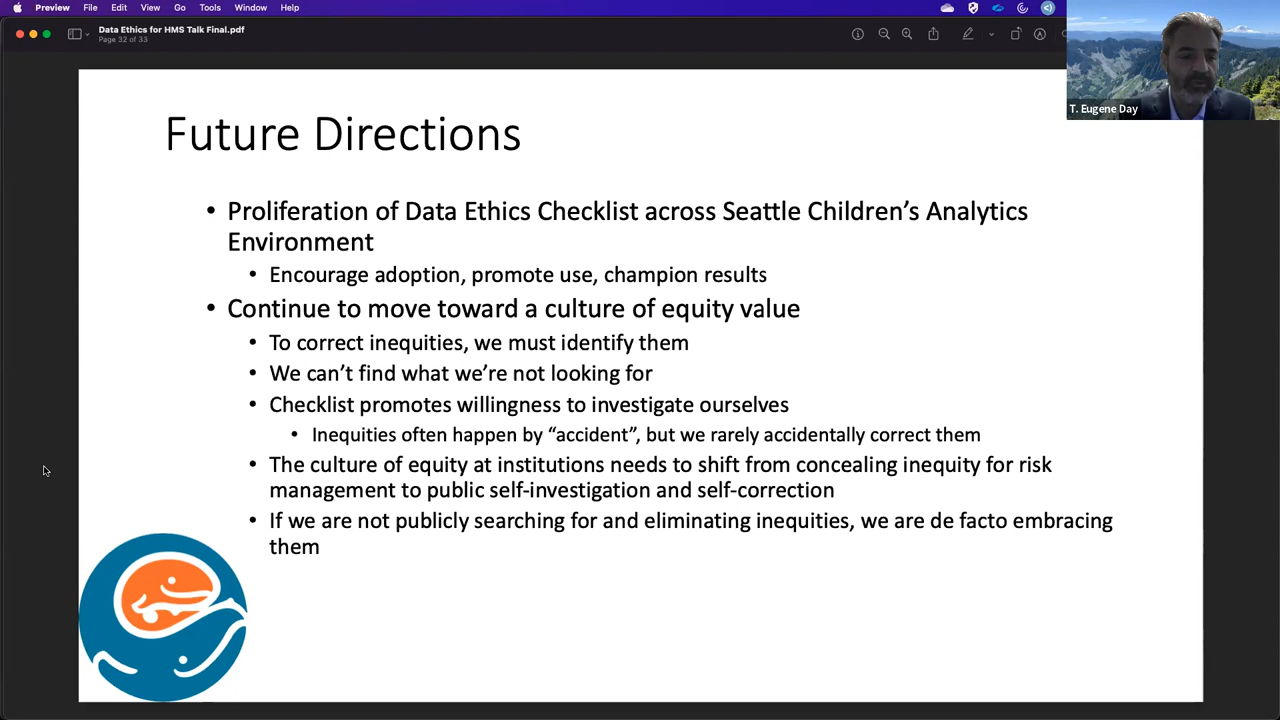 Preview File Edit View Go Tools Window Help
Data Ethics for HMS Talk Final.pdf
Page 32 of 33
T. Eugene Day
Future Directions
• Proliferation of Data Ethics Checklist across Seattle Children’s Analytics
Environment
• Encourage adoption, promote use, champion results
• Continue to move toward a culture of equity value
• To correct inequities, we must identify them
• We can’t find what we’re not looking for
• Checklist promotes willingness to investigate ourselves
• Inequities often happen by “accident”, but we rarely accidentally correct them
• The culture of equity at institutions needs to shift from concealing inequity for risk
management to public self-investigation and self-correction
• If we are not publicly searching for and eliminating inequities, we are de facto embracing
them